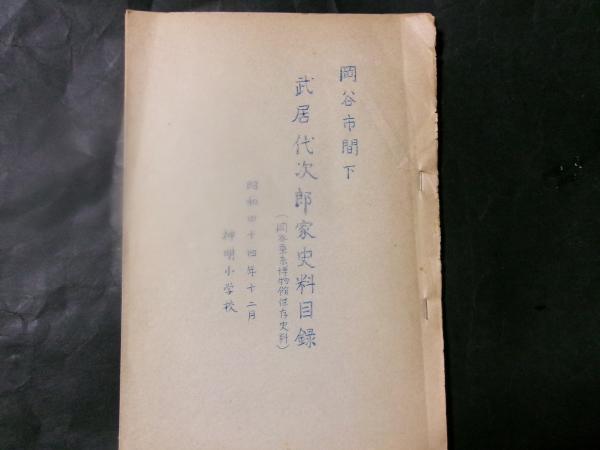 岡谷市間下
武居代次郎家史料目録
(岡谷蚕糸博物館保存史料)
昭和四十四年十二月
神明小学校